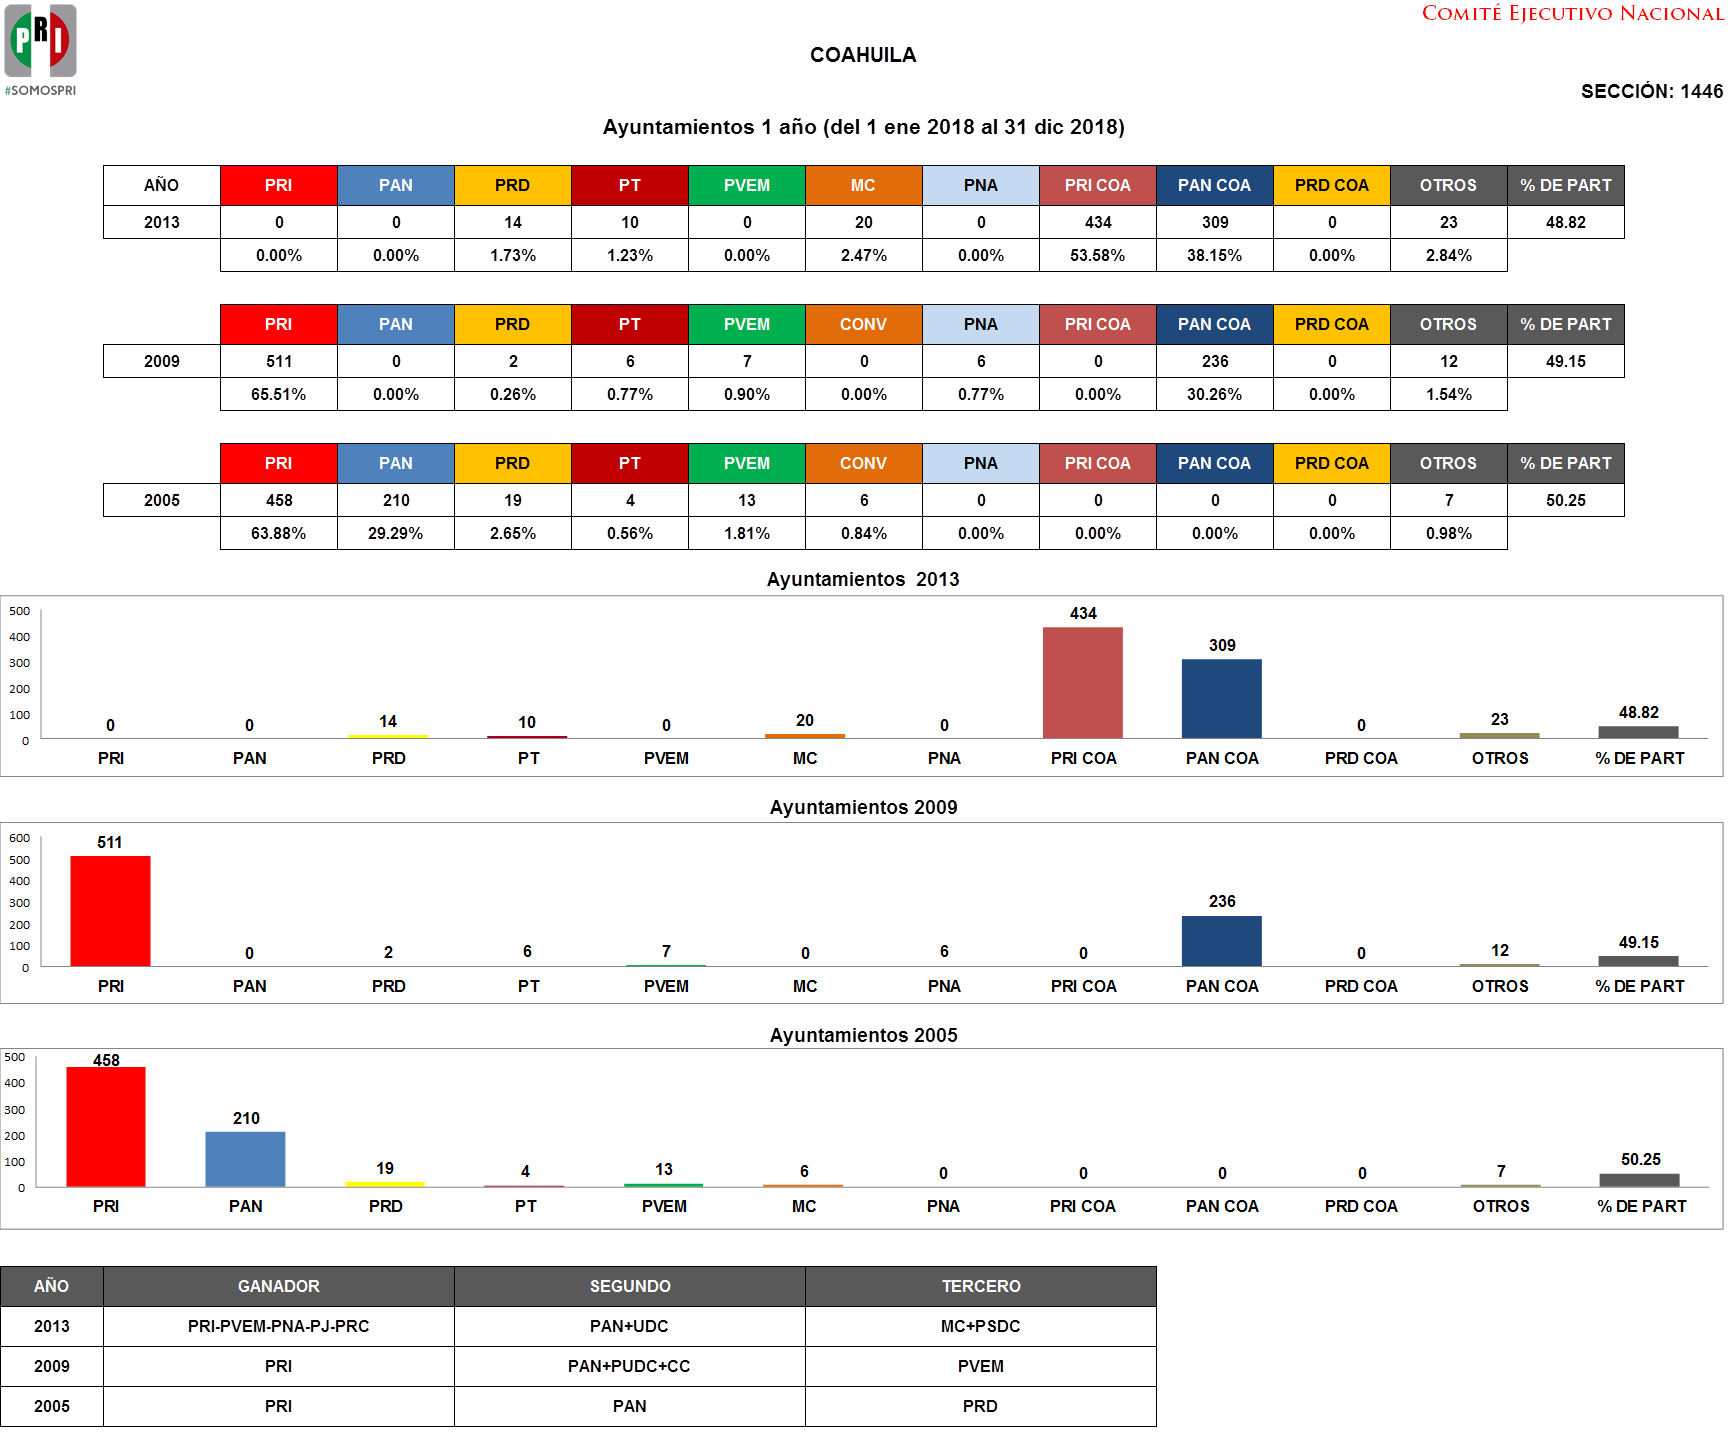 PRI
#SOMOSPRI
COMITÉ EJECUTIVO NACIONAL
COAHUILA
SECCIÓN: 1446
Ayuntamientos 1 año (del 1 ene 2018 al 31 dic 2018)
AÑO PRI PAN PRD PT PVEM MC PNA PRI COA PAN COA PRD COA OTROS % DE PART
2013 0 0 14 10 0 20 0 434 309 0 23 48.82
0.00% 0.00% 1.73% 1.23% 0.00% 2.47% 0.00% 53.58% 38.15% 0.00% 2.84%
PRI PAN PRD PT PVEM CONV PNA PRI COA PAN COA PRD COA OTROS % DE PART
2009 511 0 2 6 7 0 6 0 236 0 12 49.15
65.51% 0.00% 0.26% 0.77% 0.90% 0.00% 0.77% 0.00% 30.26% 0.00% 1.54%
PRI PAN PRD PT PVEM CONV PNA PRI COA PAN COA PRD COA OTROS % DE PART
2005 458 210 19 4 13 6 0 0 0 0 7 50.25
63.88% 29.29% 2.65% 0.56% 1.81% 0.84% 0.00% 0.00% 0.00% 0.00% 0.98%
Ayuntamientos 2013
500
400
300
200
100
0
0 0 14 10 0 20 0 434 309 0 23 48.82
PRI PAN PRD PT PVEM MC PNA PRI COA PAN COA PRD COA OTROS % DE PART
Ayuntamientos 2009
600
500
400
300
200
100
0
511 0 2 6 7 0 6 0 236 0 12 49.15
PRI PAN PRD PT PVEM MC PNA PRI COA PAN COA PRD COA OTROS % DE PART
Ayuntamientos 2005
500
400
300
200
100
0
458 210 19 4 13 6 0 0 0 0 7 50.25
PRI PAN PRD PT PVEM MC PNA PRI COA PAN COA PRD COA OTROS % DE PART
AÑO GANADOR SEGUNDO TERCERO
2013 PRI-PVEM-PNA-PJ-PRC PAN+UDC MC+PSDC
2009 PRI PAN+PUDC+CC PVEM
2005 PRI PAN PRD